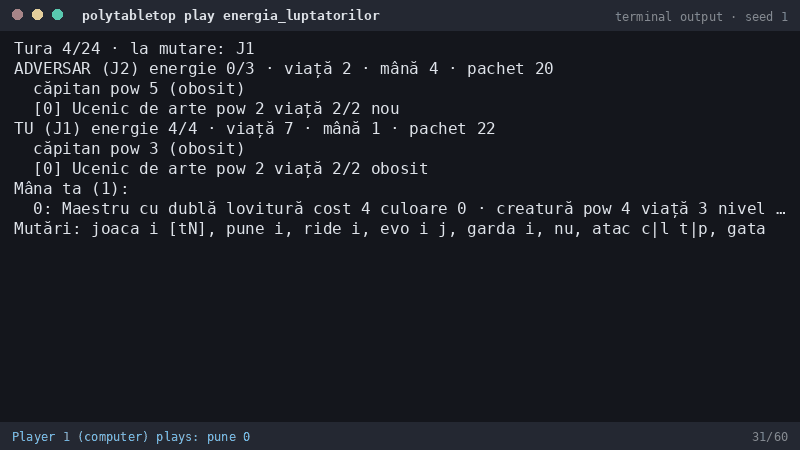 polytabletop play energia_luptatorilor
terminal output · seed 1
Tura 4/24 · la mutare: J1
ADVERSAR (J2) energie 0/3 · viață 2 · mână 4 · pachet 20
căpitan pow 5 (obosit)
[0] Ucenic de arte pow 2 viață 2/2 nou
TU (J1) energie 4/4 · viață 7 · mână 1 · pachet 22
căpitan pow 3 (obosit)
[0] Ucenic de arte pow 2 viață 2/2 obosit
Mâna ta (1):
0: Maestru cu dublă lovitură cost 4 culoare 0 · creatură pow 4 viață 3 nivel …
Mutări: joaca i [tN], pune i, ride i, evo i j, garda i, nu, atac c|l t|p, gata
Player 1 (computer) plays: pune 0
31/60